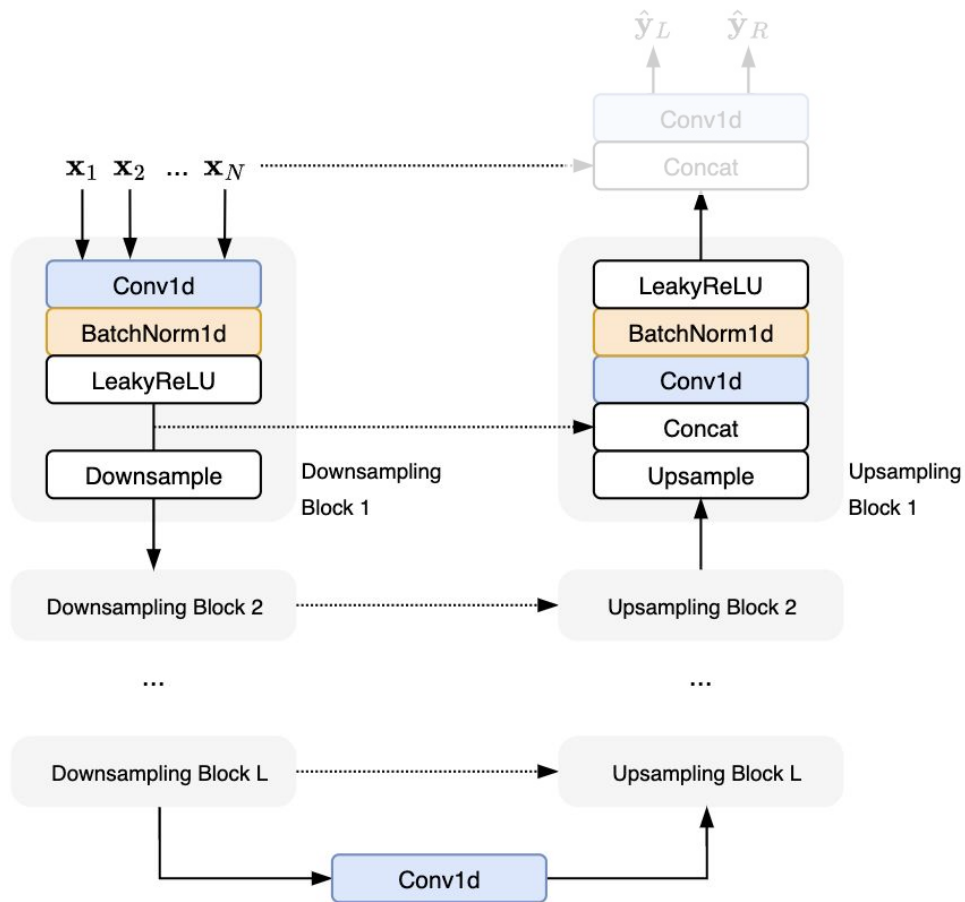 ŷ_L ŷ_R
Conv1d
Concat
x_1 x_2 ... x_N
Conv1d
BatchNorm1d
LeakyReLU
Downsample
Downsampling
Block 1
LeakyReLU
BatchNorm1d
Conv1d
Concat
Upsample
Upsampling
Block 1
Downsampling Block 2
Upsampling Block 2
...
...
Downsampling Block L
Upsampling Block L
Conv1d